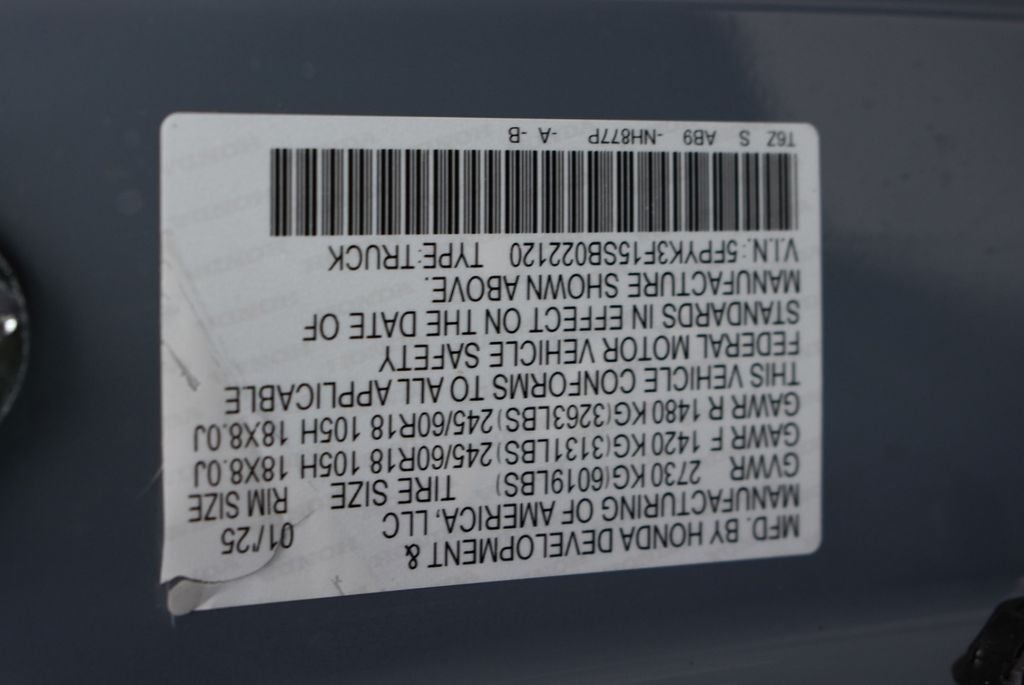 MFD. BY HONDA DEVELOPMENT &
MANUFACTURING OF AMERICA, LLC 01/25
GVWR 2730 KG(6019LBS) TIRE SIZE RIM SIZE
GAWR F 1420 KG(3131LBS) 245/60R18 105H 18X8.0J
GAWR R 1480 KG(3263LBS) 245/60R18 105H 18X8.0J
THIS VEHICLE CONFORMS TO ALL APPLICABLE
FEDERAL MOTOR VEHICLE SAFETY
STANDARDS IN EFFECT ON THE DATE OF
MANUFACTURE SHOWN ABOVE.
V.I.N.:5FPYK3F15SB022120 TYPE:TRUCK
T6Z S AB9 -NH877P -A -B